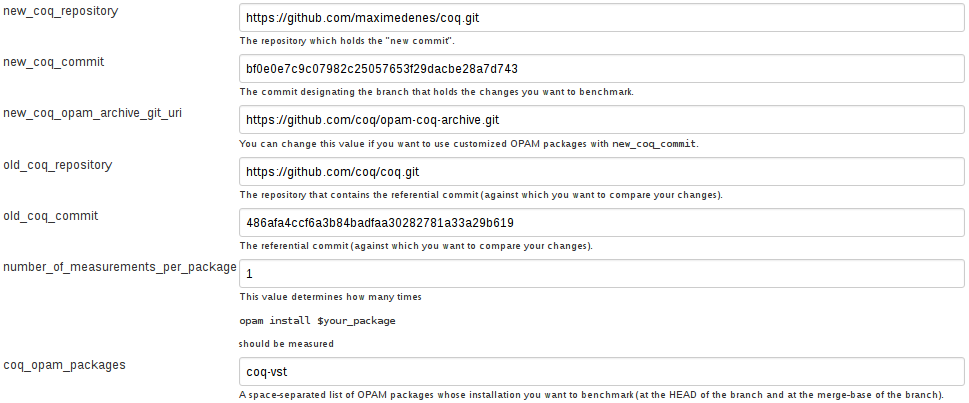 new_coq_repository
https://github.com/maximedenes/coq.git
The repository which holds the "new commit".
new_coq_commit
bf0e0e7c9c07982c25057653f29dacbe28a7d743
The commit designating the branch that holds the changes you want to benchmark.
new_coq_opam_archive_git_uri
https://github.com/coq/opam-coq-archive.git
You can change this value if you want to use customized OPAM packages with new_coq_commit.
old_coq_repository
https://github.com/coq/coq.git
The repository that contains the referential commit (against which you want to compare your changes).
old_coq_commit
486afa4ccf6a3b84badfaa30282781a33a29b619
The referential commit (against which you want to compare your changes).
number_of_measurements_per_package
1
This value determines how many times
opam install $your_package
should be measured
coq_opam_packages
coq-vst
A space-separated list of OPAM packages whose installation you want to benchmark (at the HEAD of the branch and at the merge-base of the branch).